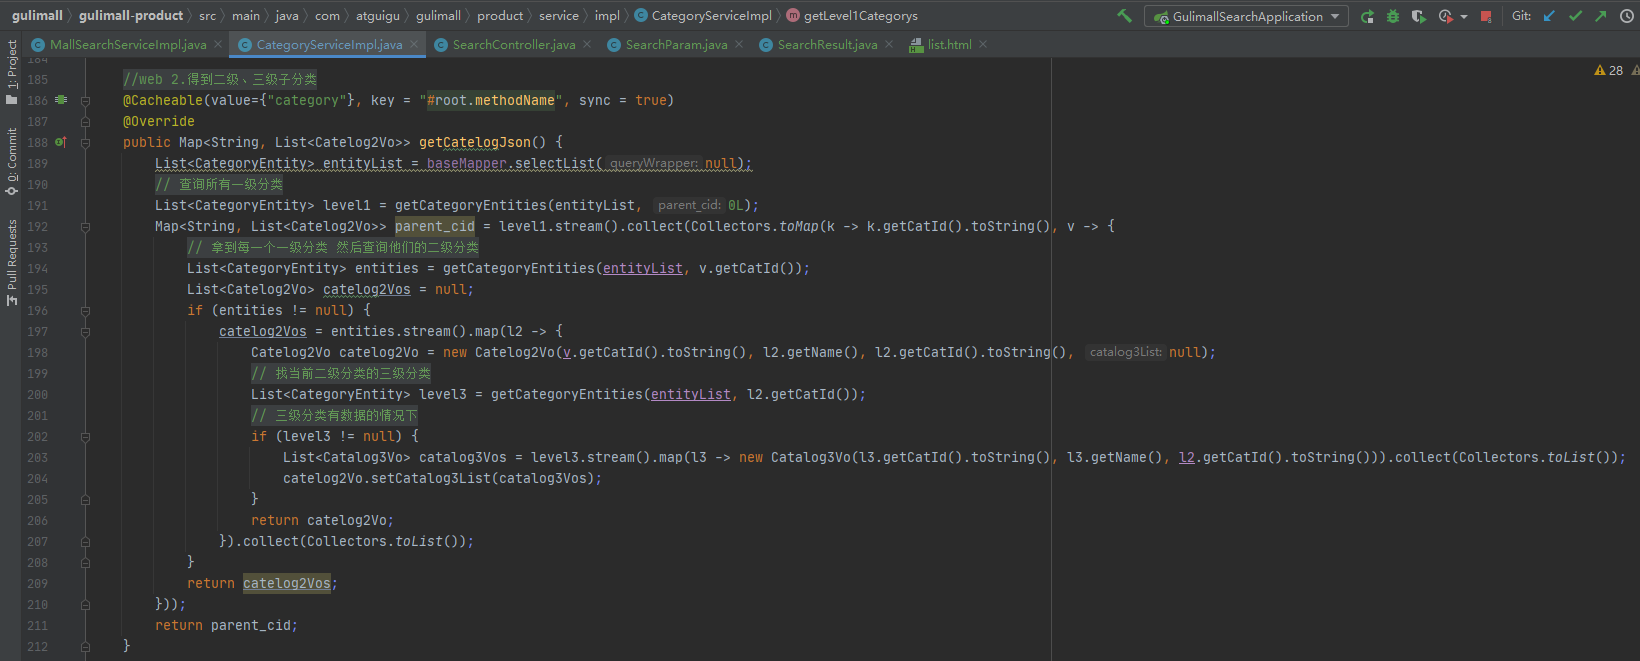 gulimall 〉 gulimall-product 〉 src 〉 main 〉 java 〉 com 〉 atguigu 〉 gulimall 〉 product 〉 service 〉 impl 〉 CategoryServiceImpl 〉 getLevel1Categorys
GulimallSearchApplication
Git:
MallSearchServiceImpl.java × CategoryServiceImpl.java × SearchController.java × SearchParam.java × SearchResult.java × list.html ×
1: Project
0: Commit
Pull Requests
28
184
185 //web 2.得到二级、三级子分类
186 @Cacheable(value={"category"}, key = "#root.methodName", sync = true)
187 @Override
188 public Map<String, List<Catelog2Vo>> getCatelogJson() {
189 List<CategoryEntity> entityList = baseMapper.selectList( queryWrapper: null);
190 // 查询所有一级分类
191 List<CategoryEntity> level1 = getCategoryEntities(entityList, parent_cid: 0L);
192 Map<String, List<Catelog2Vo>> parent_cid = level1.stream().collect(Collectors.toMap(k -> k.getCatId().toString(), v -> {
193 // 拿到每一个一级分类 然后查询他们的二级分类
194 List<CategoryEntity> entities = getCategoryEntities(entityList, v.getCatId());
195 List<Catelog2Vo> catelog2Vos = null;
196 if (entities != null) {
197 catelog2Vos = entities.stream().map(l2 -> {
198 Catelog2Vo catelog2Vo = new Catelog2Vo(v.getCatId().toString(), l2.getName(), l2.getCatId().toString(), catalog3List: null);
199 // 找当前二级分类的三级分类
200 List<CategoryEntity> level3 = getCategoryEntities(entityList, l2.getCatId());
201 // 三级分类有数据的情况下
202 if (level3 != null) {
203 List<Catalog3Vo> catalog3Vos = level3.stream().map(l3 -> new Catalog3Vo(l3.getCatId().toString(), l3.getName(), l2.getCatId().toString())).collect(Collectors.toList());
204 catelog2Vo.setCatalog3List(catalog3Vos);
205 }
206 return catelog2Vo;
207 }).collect(Collectors.toList());
208 }
209 return catelog2Vos;
210 }));
211 return parent_cid;
212 }